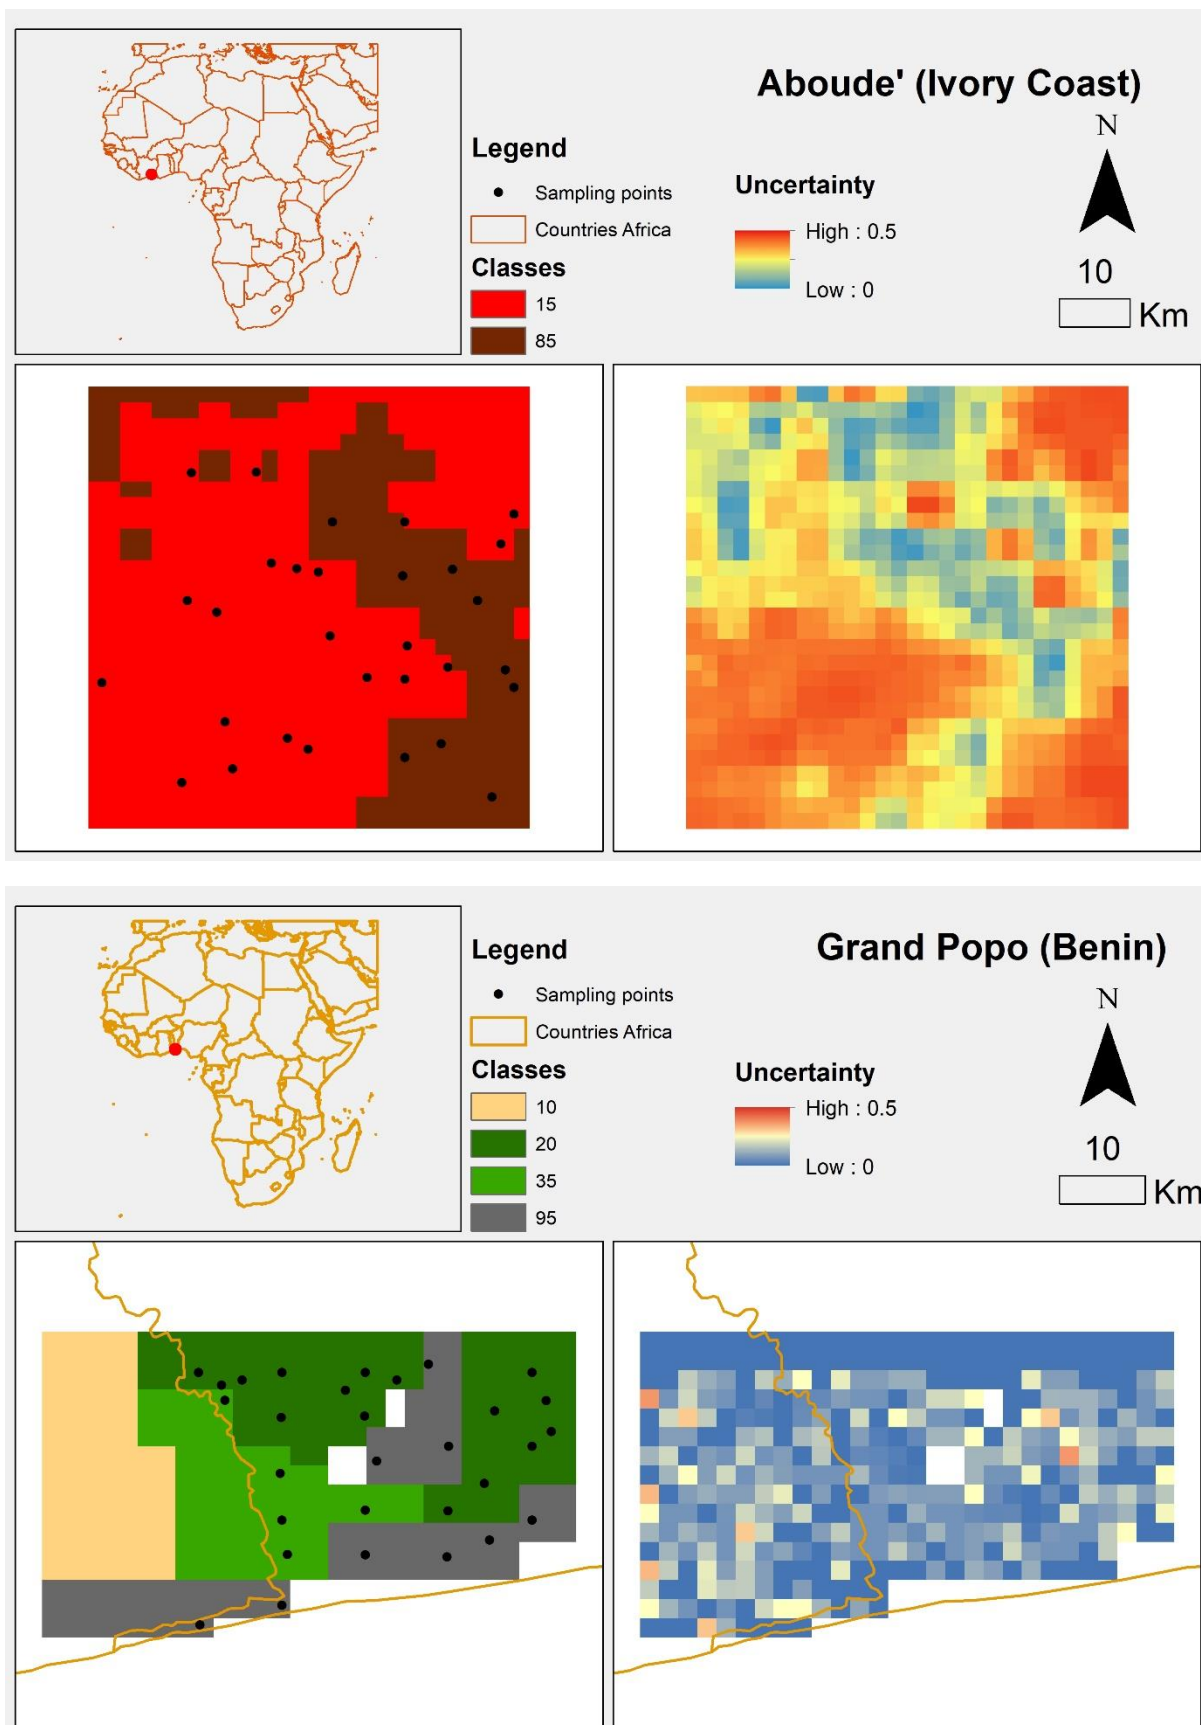 Aboude' (Ivory Coast)
N
Legend
Sampling points
Countries Africa
Classes
15
85
Uncertainty
High : 0.5
Low : 0
10
Km
Grand Popo (Benin)
N
Legend
Sampling points
Countries Africa
Classes
10
20
35
95
Uncertainty
High : 0.5
Low : 0
10
Km